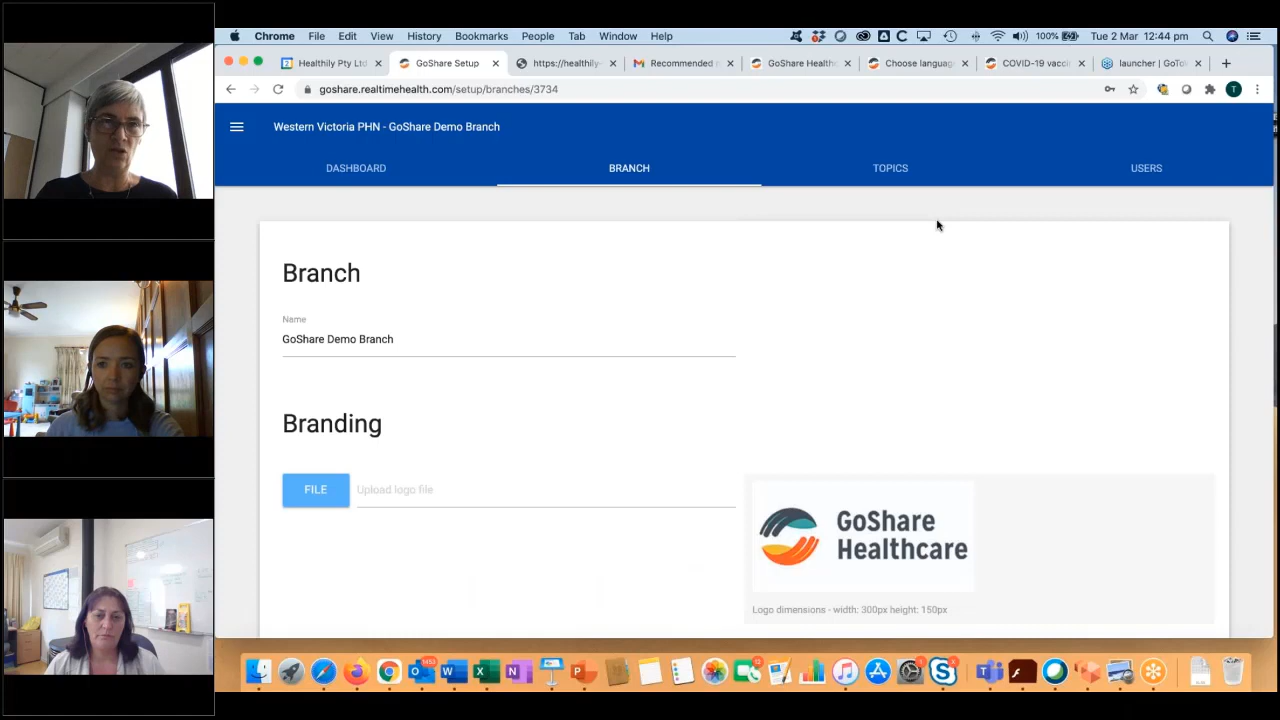 Chrome File Edit View History Bookmarks People Tab Window Help 100% Tue 2 Mar 12:44 pm
Healthily Pty Ltd GoShare Setup https://healthily- Recommended GoShare Healthc Choose languag COVID-19 vacci launcher | GoTo
goshare.realtimehealth.com/setup/branches/3734 T
Western Victoria PHN - GoShare Demo Branch
DASHBOARD BRANCH TOPICS USERS
Branch
Name
GoShare Demo Branch
Branding
FILE Upload logo file
GoShare
Healthcare
Logo dimensions - width: 300px height: 150px